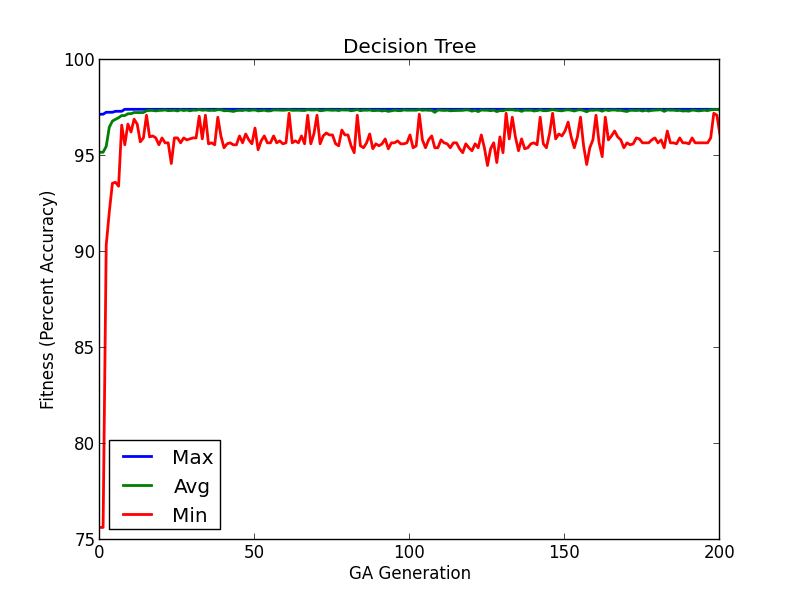 Decision Tree
100
95
90
85
80
75
Fitness (Percent Accuracy)
Max
Avg
Min
0 50 100 150 200
GA Generation